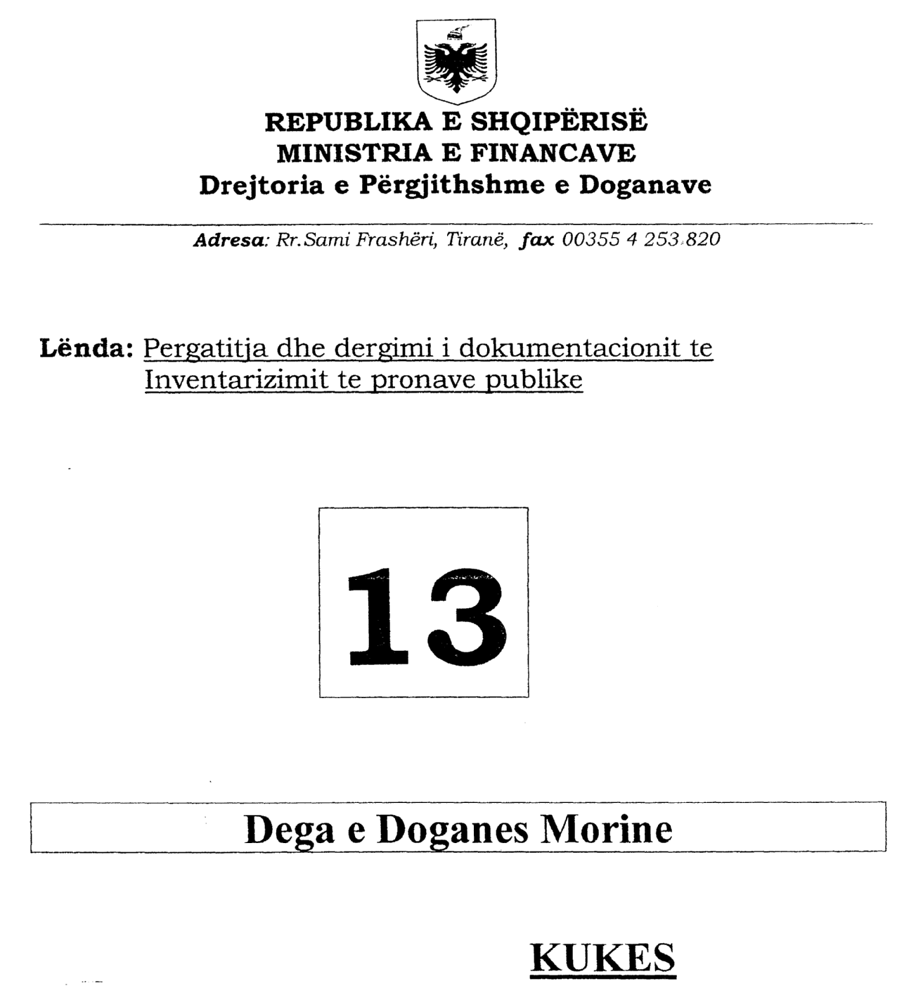 REPUBLIKA E SHQIPËRISË
MINISTRIA E FINANCAVE
Drejtoria e Përgjithshme e Doganave
Adresa: Rr.Sami Frashëri, Tiranë, fax 00355 4 253.820
Lënda: Pergatitja dhe dergimi i dokumentacionit te
Inventarizimit te pronave publike
13
Dega e Doganes Morine
KUKES